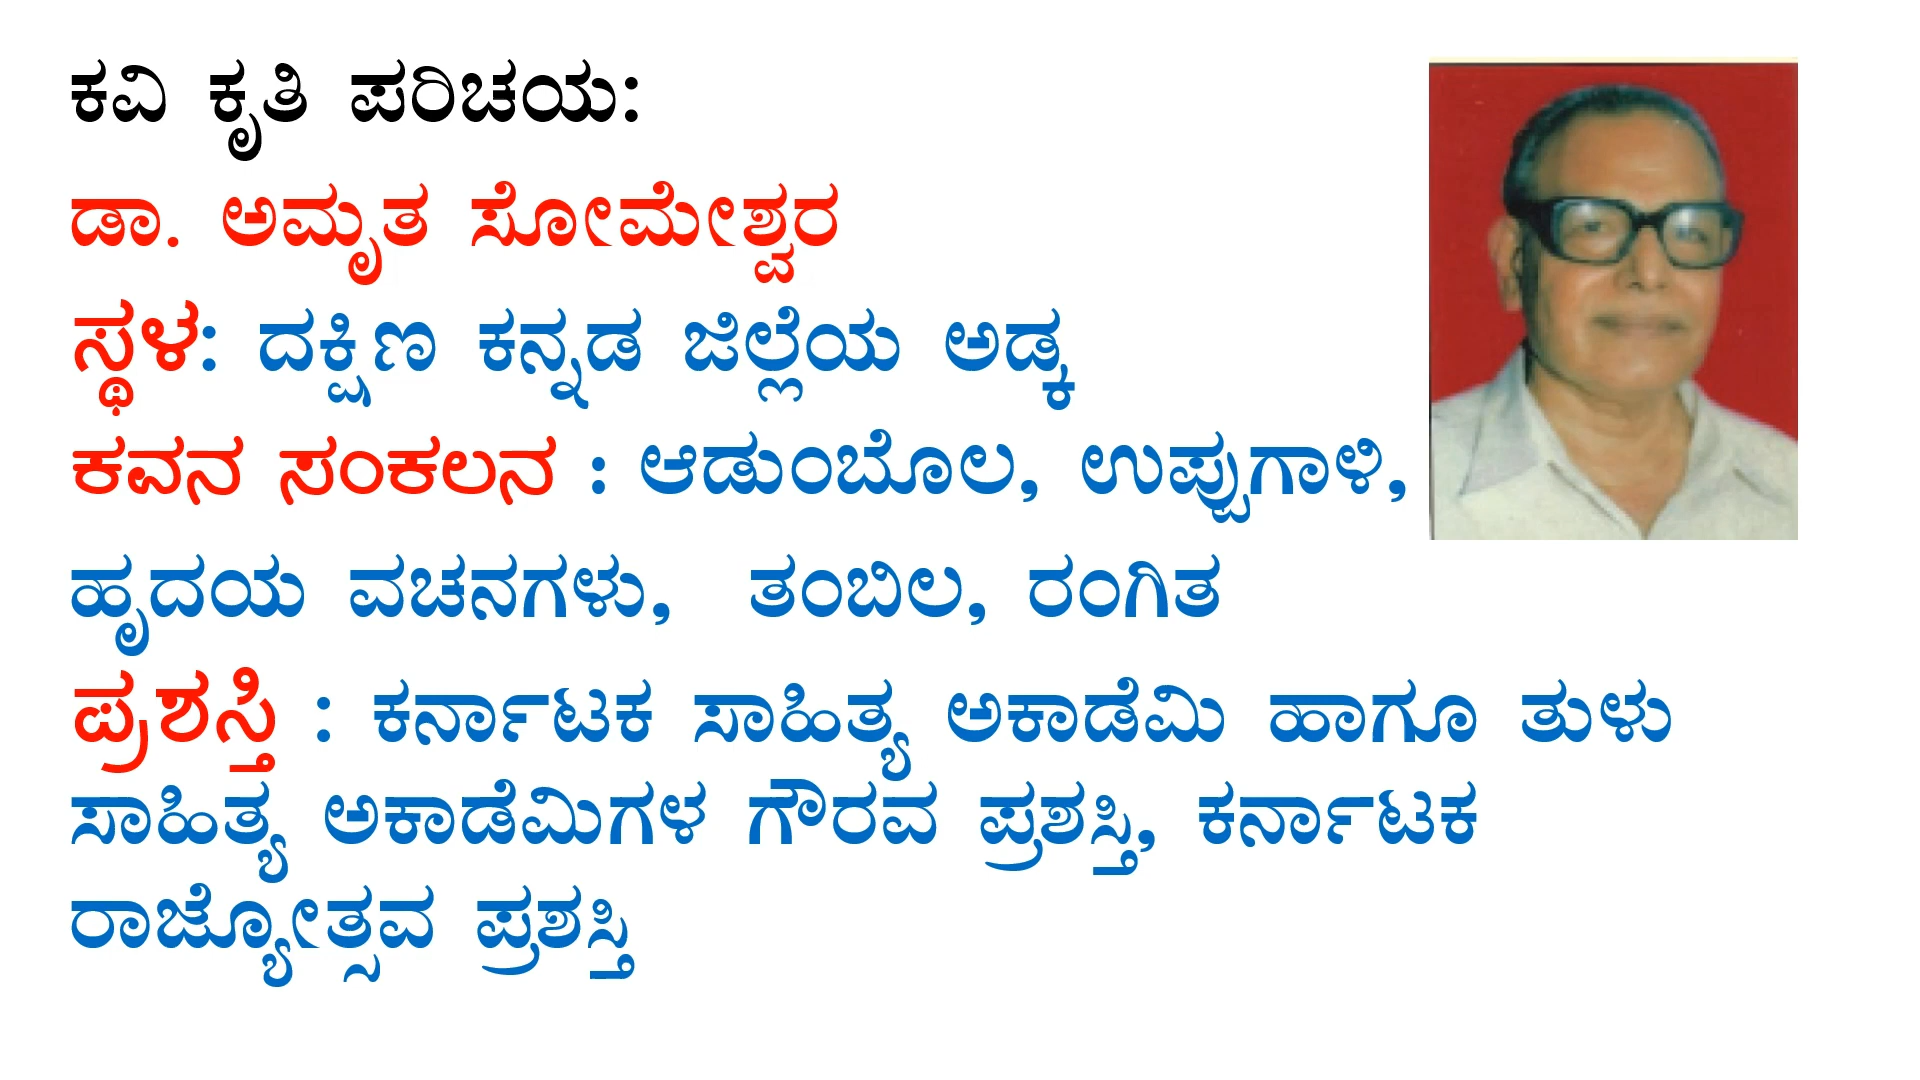 ಕವಿ ಕೃತಿ ಪರಿಚಯ:
ಡಾ. ಅಮೃತ ಸೋಮೇಶ್ವರ
ಸ್ಥಳ: ದಕ್ಷಿಣ ಕನ್ನಡ ಜಿಲ್ಲೆಯ ಅಡ್ಕ
ಕವನ ಸಂಕಲನ : ಆಡುಂಬೊಲ, ಉಪ್ಪುಗಾಳಿ,
ಹೃದಯ ವಚನಗಳು, ತಂಬಿಲ, ರಂಗಿತ
ಪ್ರಶಸ್ತಿ : ಕರ್ನಾಟಕ ಸಾಹಿತ್ಯ ಅಕಾಡೆಮಿ ಹಾಗೂ ತುಳು
ಸಾಹಿತ್ಯ ಅಕಾಡೆಮಿಗಳ ಗೌರವ ಪ್ರಶಸ್ತಿ, ಕರ್ನಾಟಕ
ರಾಜ್ಯೋತ್ಸವ ಪ್ರಶಸ್ತಿ